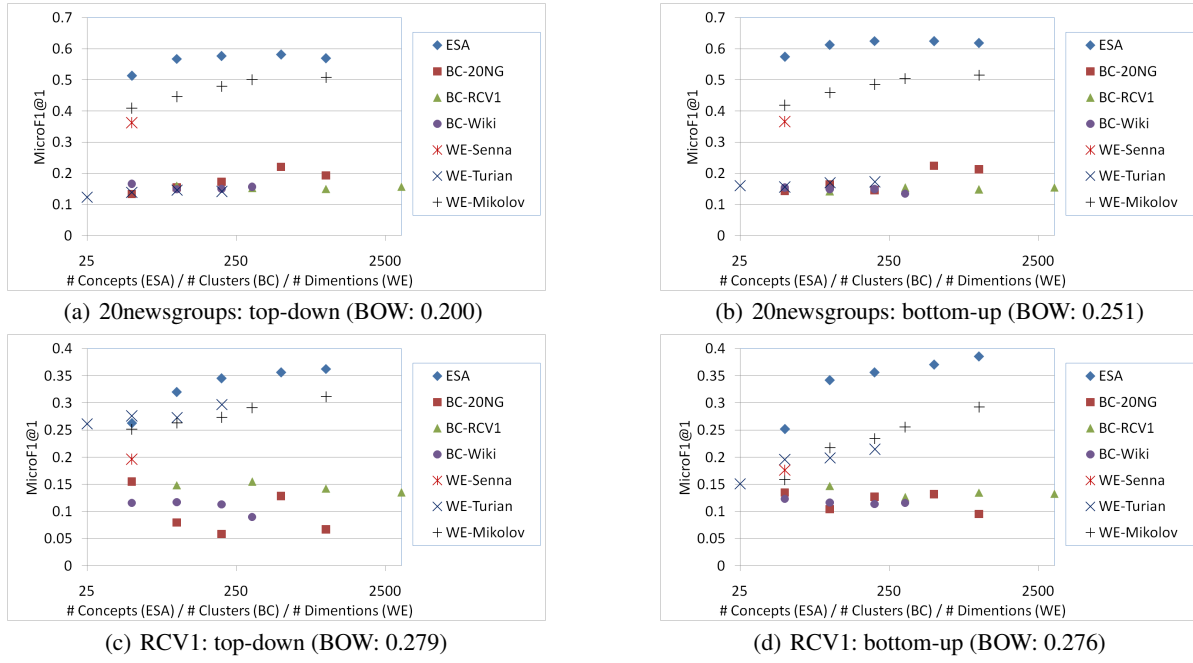 0.7
0.6
0.5
0.4
0.3
0.2
0.1
0
MicroF1@1
25
250
2500
# Concepts (ESA) / # Clusters (BC) / # Dimentions (WE)
ESA
BC-20NG
BC-RCV1
BC-Wiki
WE-Senna
WE-Turian
WE-Mikolov
(a) 20newsgroups: top-down (BOW: 0.200)
0.7
0.6
0.5
0.4
0.3
0.2
0.1
0
MicroF1@1
25
250
2500
# Concepts (ESA) / # Clusters (BC) / # Dimentions (WE)
ESA
BC-20NG
BC-RCV1
BC-Wiki
WE-Senna
WE-Turian
WE-Mikolov
(b) 20newsgroups: bottom-up (BOW: 0.251)
0.4
0.35
0.3
0.25
0.2
0.15
0.1
0.05
0
MicroF1@1
25
250
2500
# Concepts (ESA) / # Clusters (BC) / # Dimentions (WE)
ESA
BC-20NG
BC-RCV1
BC-Wiki
WE-Senna
WE-Turian
WE-Mikolov
(c) RCV1: top-down (BOW: 0.279)
0.4
0.35
0.3
0.25
0.2
0.15
0.1
0.05
0
MicroF1@1
25
250
2500
# Concepts (ESA) / # Clusters (BC) / # Dimentions (WE)
ESA
BC-20NG
BC-RCV1
BC-Wiki
WE-Senna
WE-Turian
WE-Mikolov
(d) RCV1: bottom-up (BOW: 0.276)